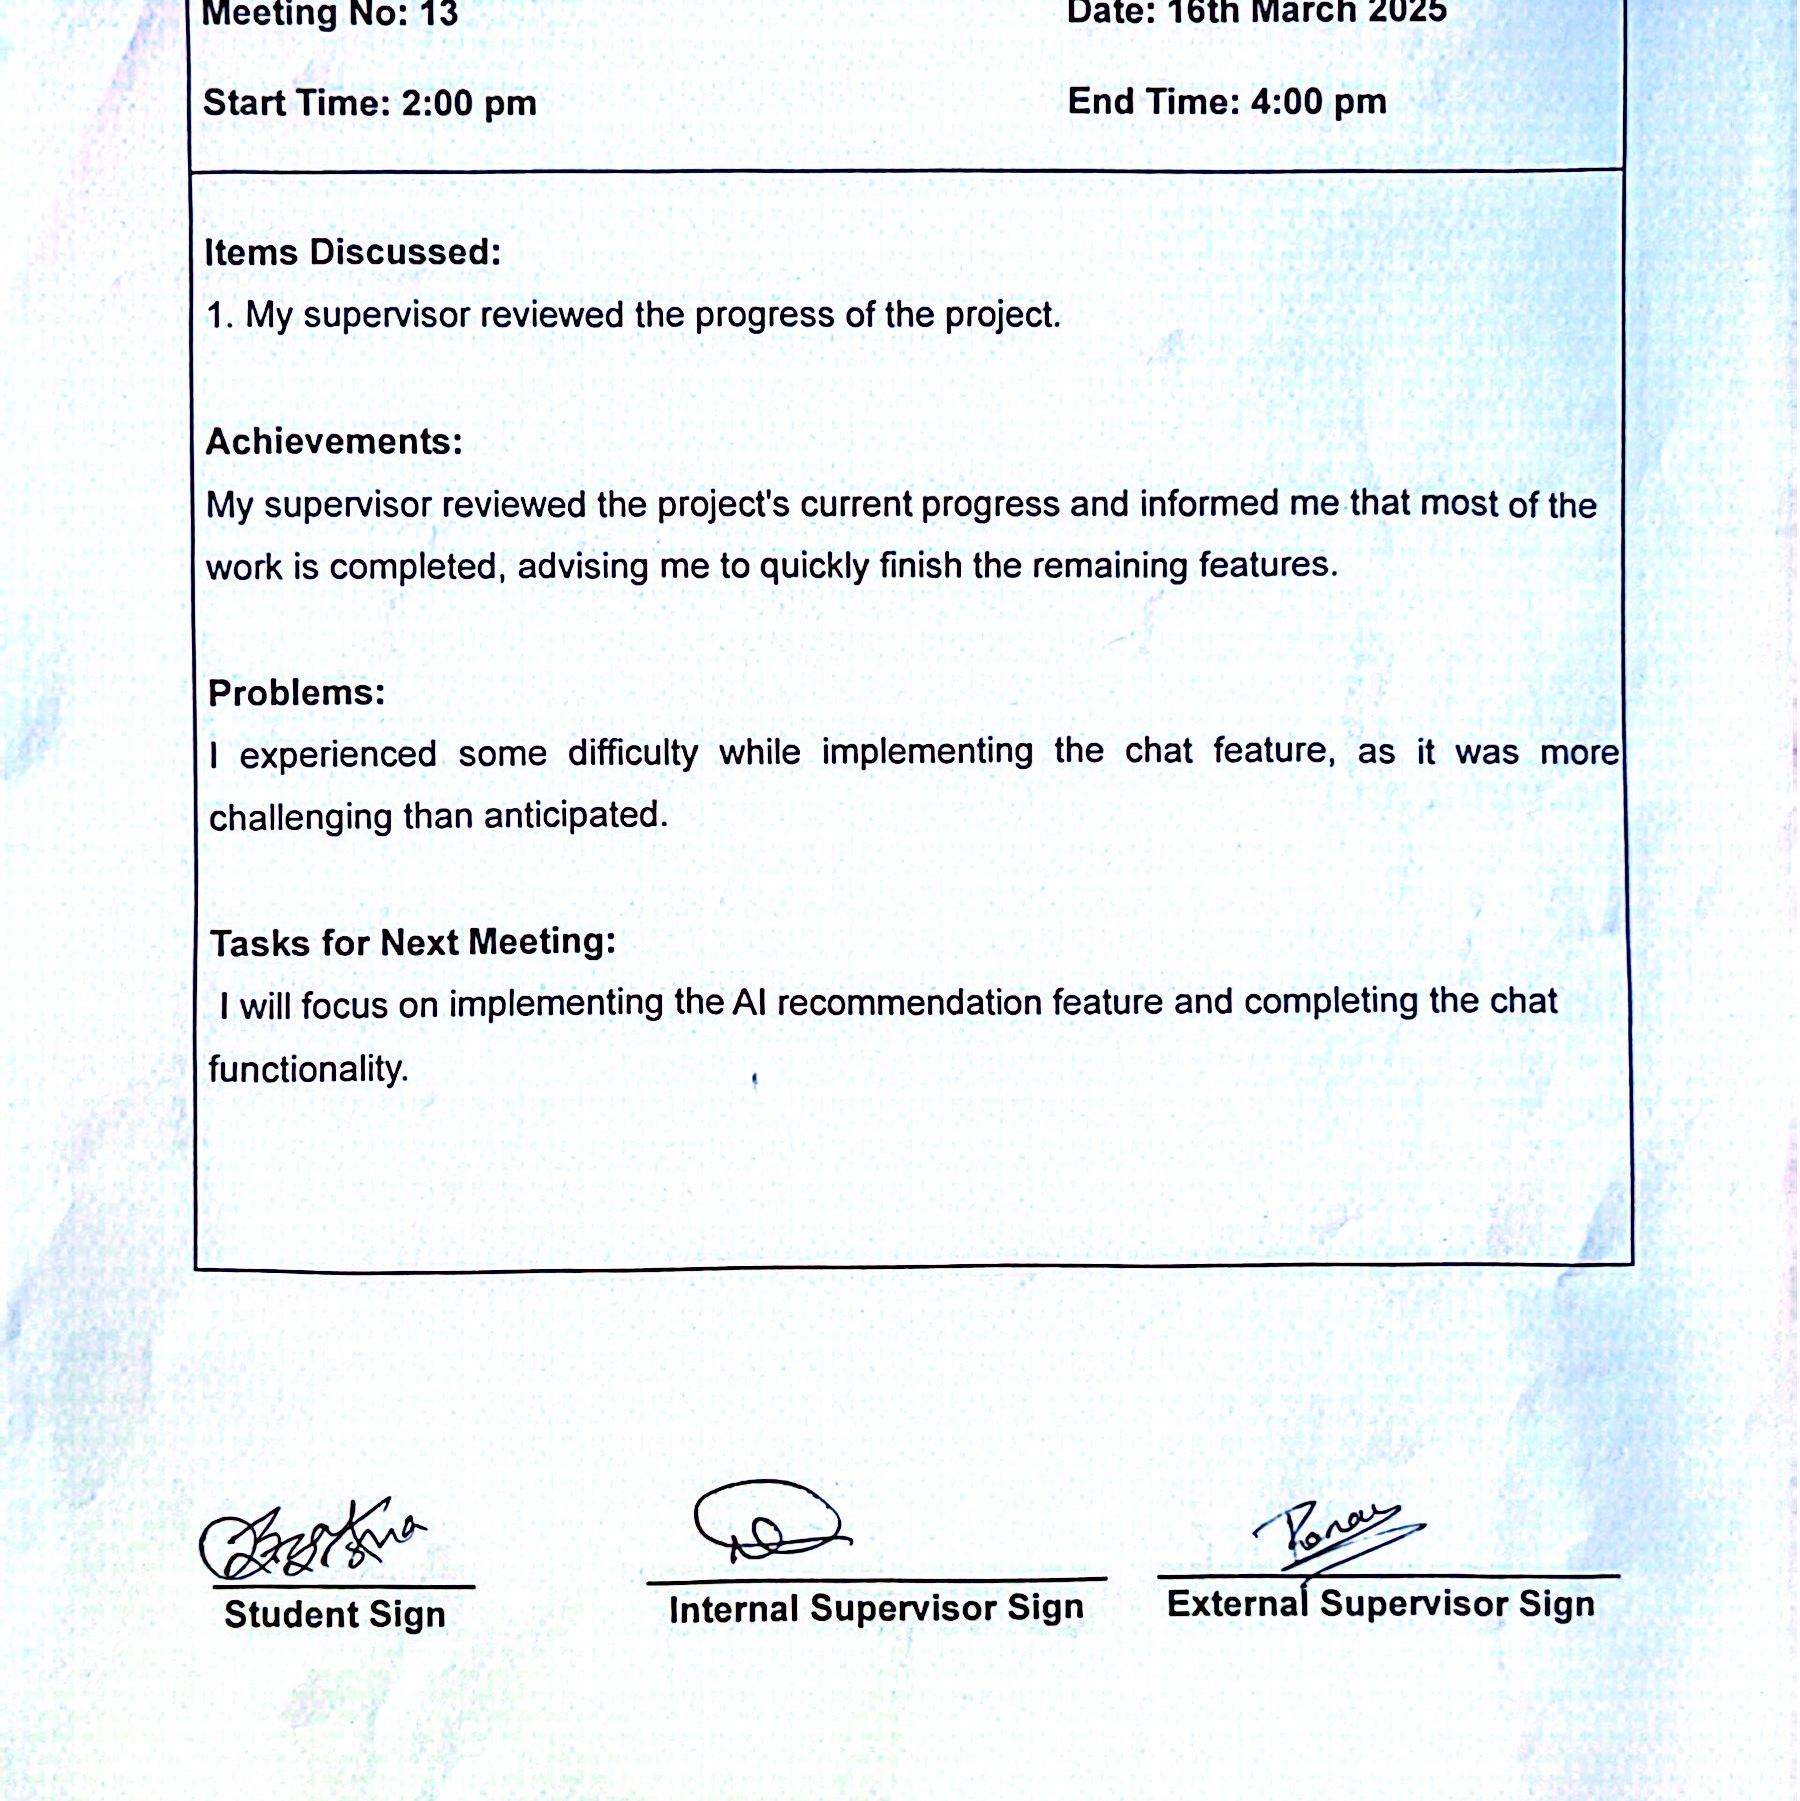 Meeting No: 13 Date: 16th March 2025
Start Time: 2:00 pm End Time: 4:00 pm
Items Discussed:
1. My supervisor reviewed the progress of the project.
Achievements:
My supervisor reviewed the project's current progress and informed me that most of the
work is completed, advising me to quickly finish the remaining features.
Problems:
I experienced some difficulty while implementing the chat feature, as it was more
challenging than anticipated.
Tasks for Next Meeting:
I will focus on implementing the AI recommendation feature and completing the chat
functionality.
Student Sign Internal Supervisor Sign External Supervisor Sign